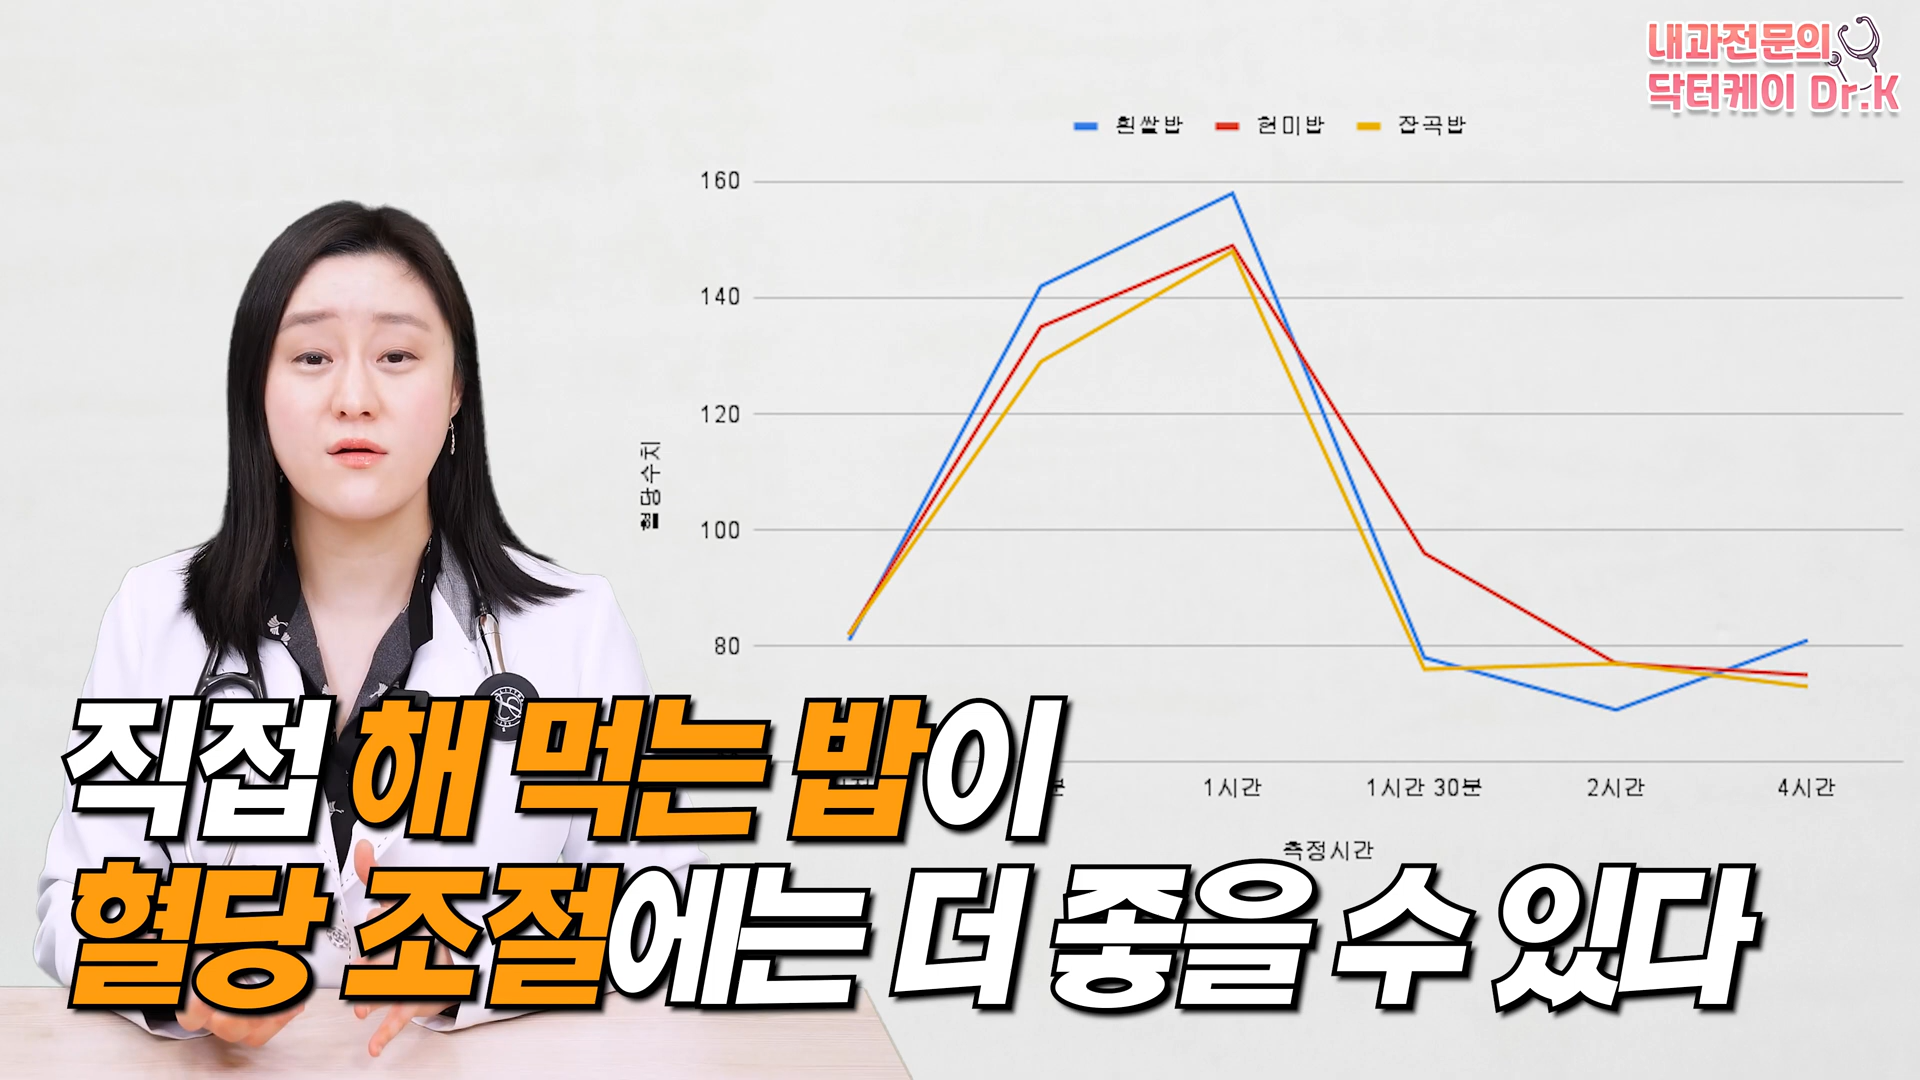 내과전문의
닥터케이 Dr.K
흰쌀밥 현미밥 잡곡밥
160
140
120
100
80
혈당수치
1시간 1시간 30분 2시간 4시간
측정시간
직접 해 먹는 밥이
혈당 조절에는 더 좋을 수 있다